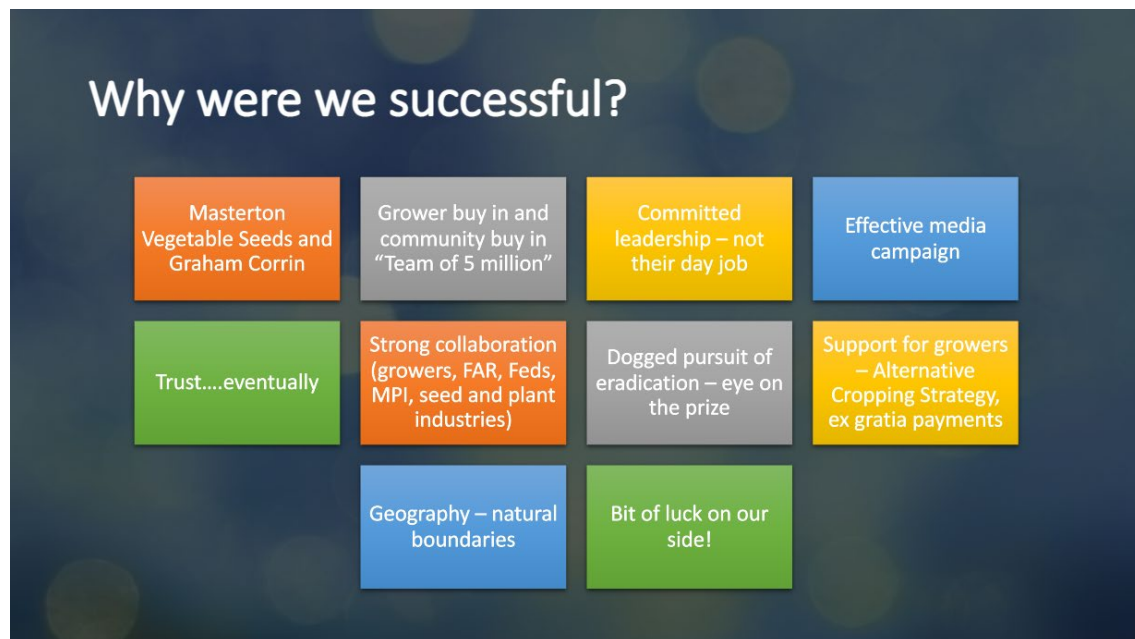 Why were we successful?
Masterton
Vegetable Seeds and
Graham Corrin
Grower buy in and
community buy in
“Team of 5 million”
Committed
leadership – not
their day job
Effective media
campaign
Trust....eventually
Strong collaboration
(growers, FAR, Feds,
MPI, seed and plant
industries)
Dogged pursuit of
eradication – eye on
the prize
Support for growers
– Alternative
Cropping Strategy,
ex gratia payments
Geography – natural
boundaries
Bit of luck on our
side!